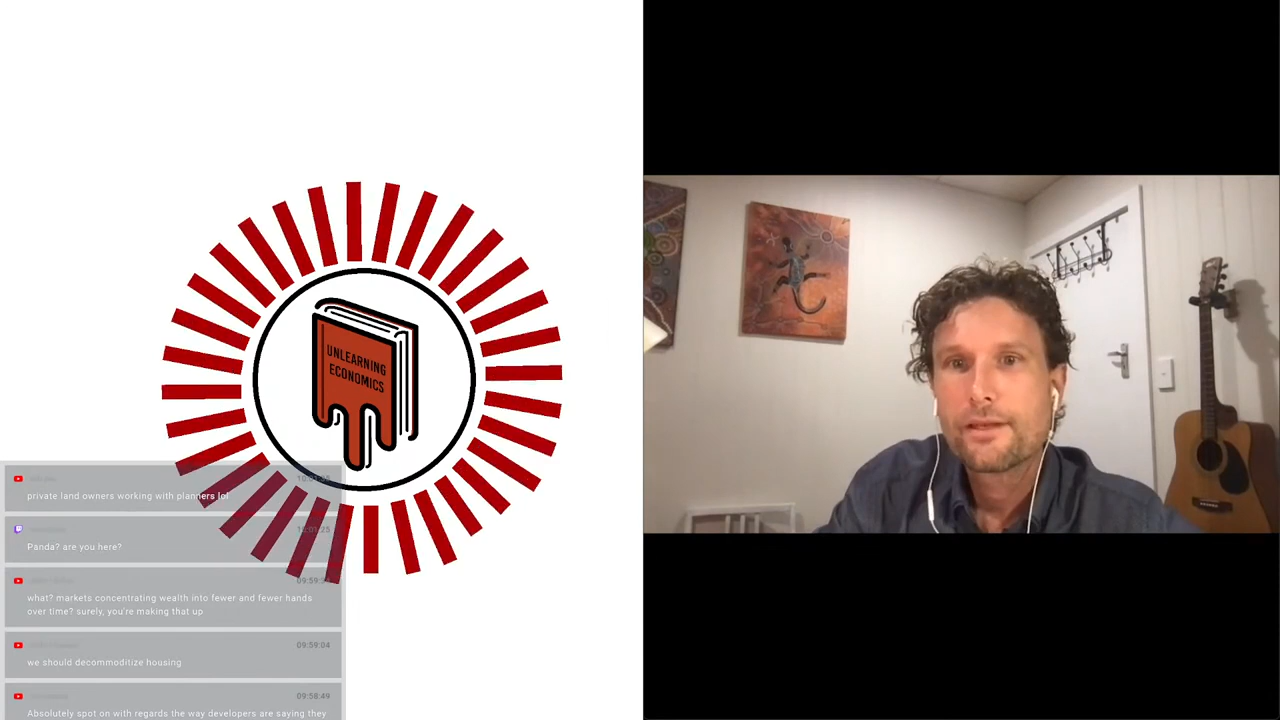 UNLEARNING
ECONOMICS
private land owners working with planners lol
Panda? are you here?
what? markets concentrating wealth into fewer and fewer hands
over time? surely, you're making that up
09:59:04
we should decommoditize housing
09:58:49
Absolutely spot on with regards the way developers are saying they